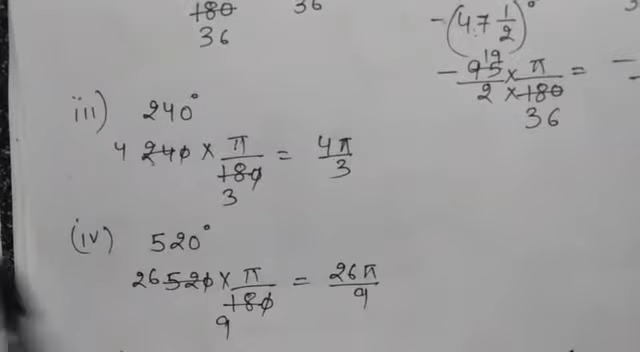 180 36
36
-(47 1/2)°
- 95 19/2 × π/180 = -
36
iii) 240°
4 240 × π/180 = 4π/3
3
(iv) 520°
26 520 × π/180 = 26π/9
9